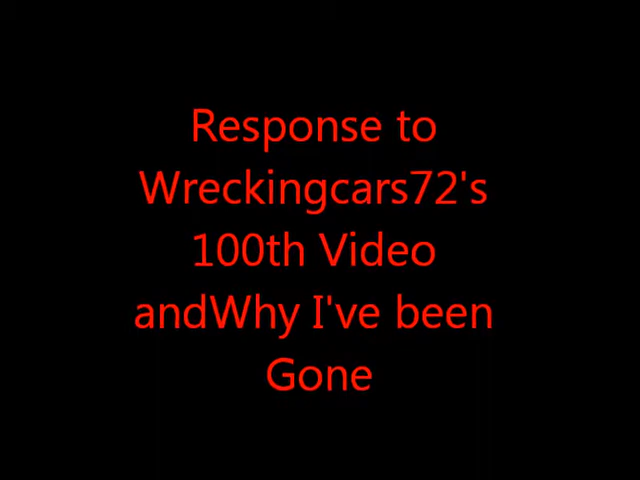 Response to
Wreckingcars72's
100th Video
andWhy I've been
Gone